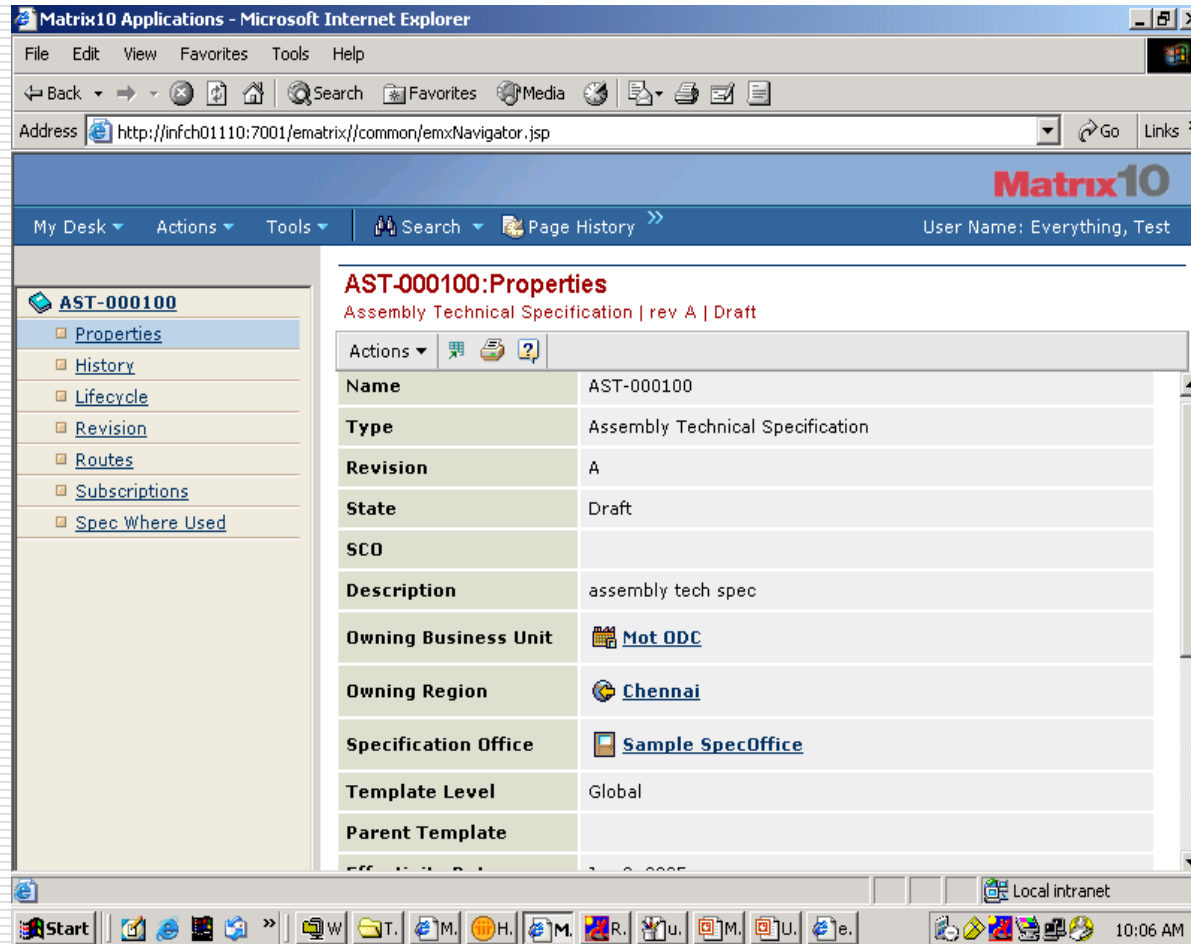 Matrix10 Applications - Microsoft Internet Explorer
File Edit View Favorites Tools Help
Back Search Favorites Media
Address http://infch01110:7001/ematrix//common/emxNavigator.jsp Go Links
Matrix10
My Desk Actions Tools Search Page History » User Name: Everything, Test
AST-000100
Properties
History
Lifecycle
Revision
Routes
Subscriptions
Spec Where Used
AST-000100:Properties
Assembly Technical Specification | rev A | Draft
Actions
Name AST-000100
Type Assembly Technical Specification
Revision A
State Draft
SCO
Description assembly tech spec
Owning Business Unit Mot ODC
Owning Region Chennai
Specification Office Sample SpecOffice
Template Level Global
Parent Template
Local intranet
Start » W T. M. H. M. R. u. M. U. e. 10:06 AM